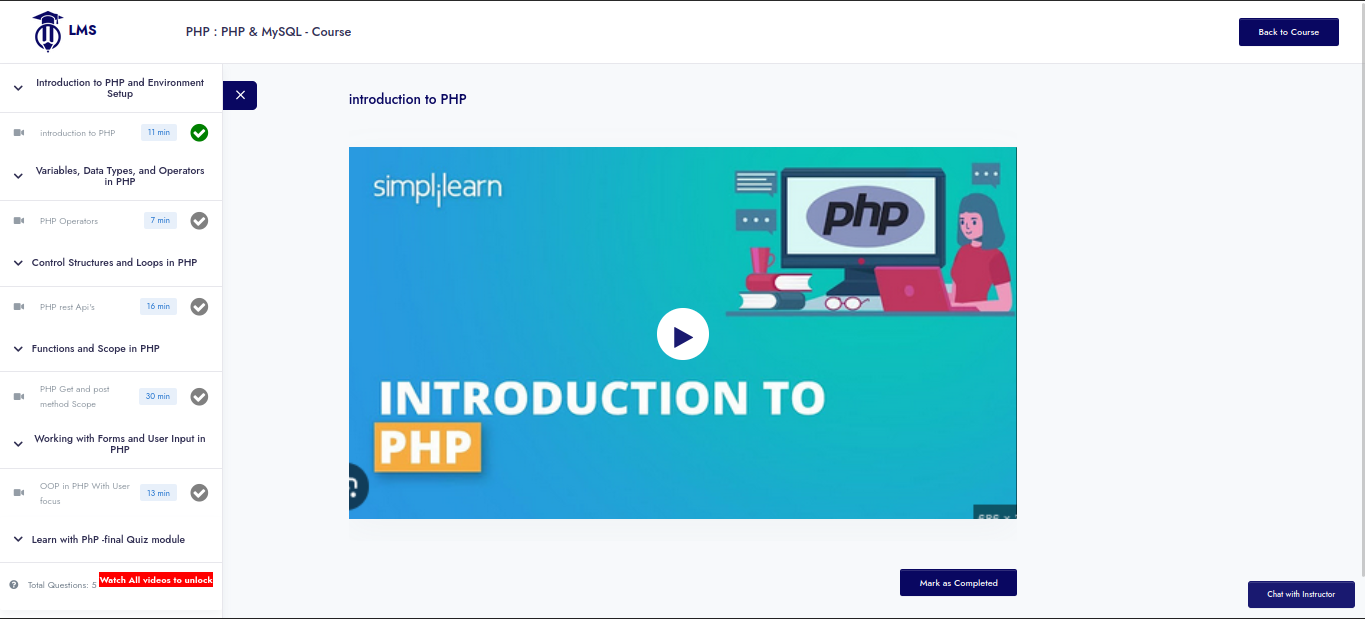 LMS
PHP : PHP & MySQL - Course
Back to Course
Introduction to PHP and Environment
Setup
introduction to PHP
11 min
Variables, Data Types, and Operators
in PHP
PHP Operators
7 min
Control Structures and Loops in PHP
PHP rest Api's
16 min
Functions and Scope in PHP
PHP Get and post
method Scope
30 min
Working with Forms and User Input in
PHP
OOP in PHP With User
focus
13 min
Learn with PhP -final Quiz module
Total Questions: 5
Watch All videos to unlock
introduction to PHP
simplilearn
php
INTRODUCTION TO
PHP
Mark as Completed
Chat with Instructor